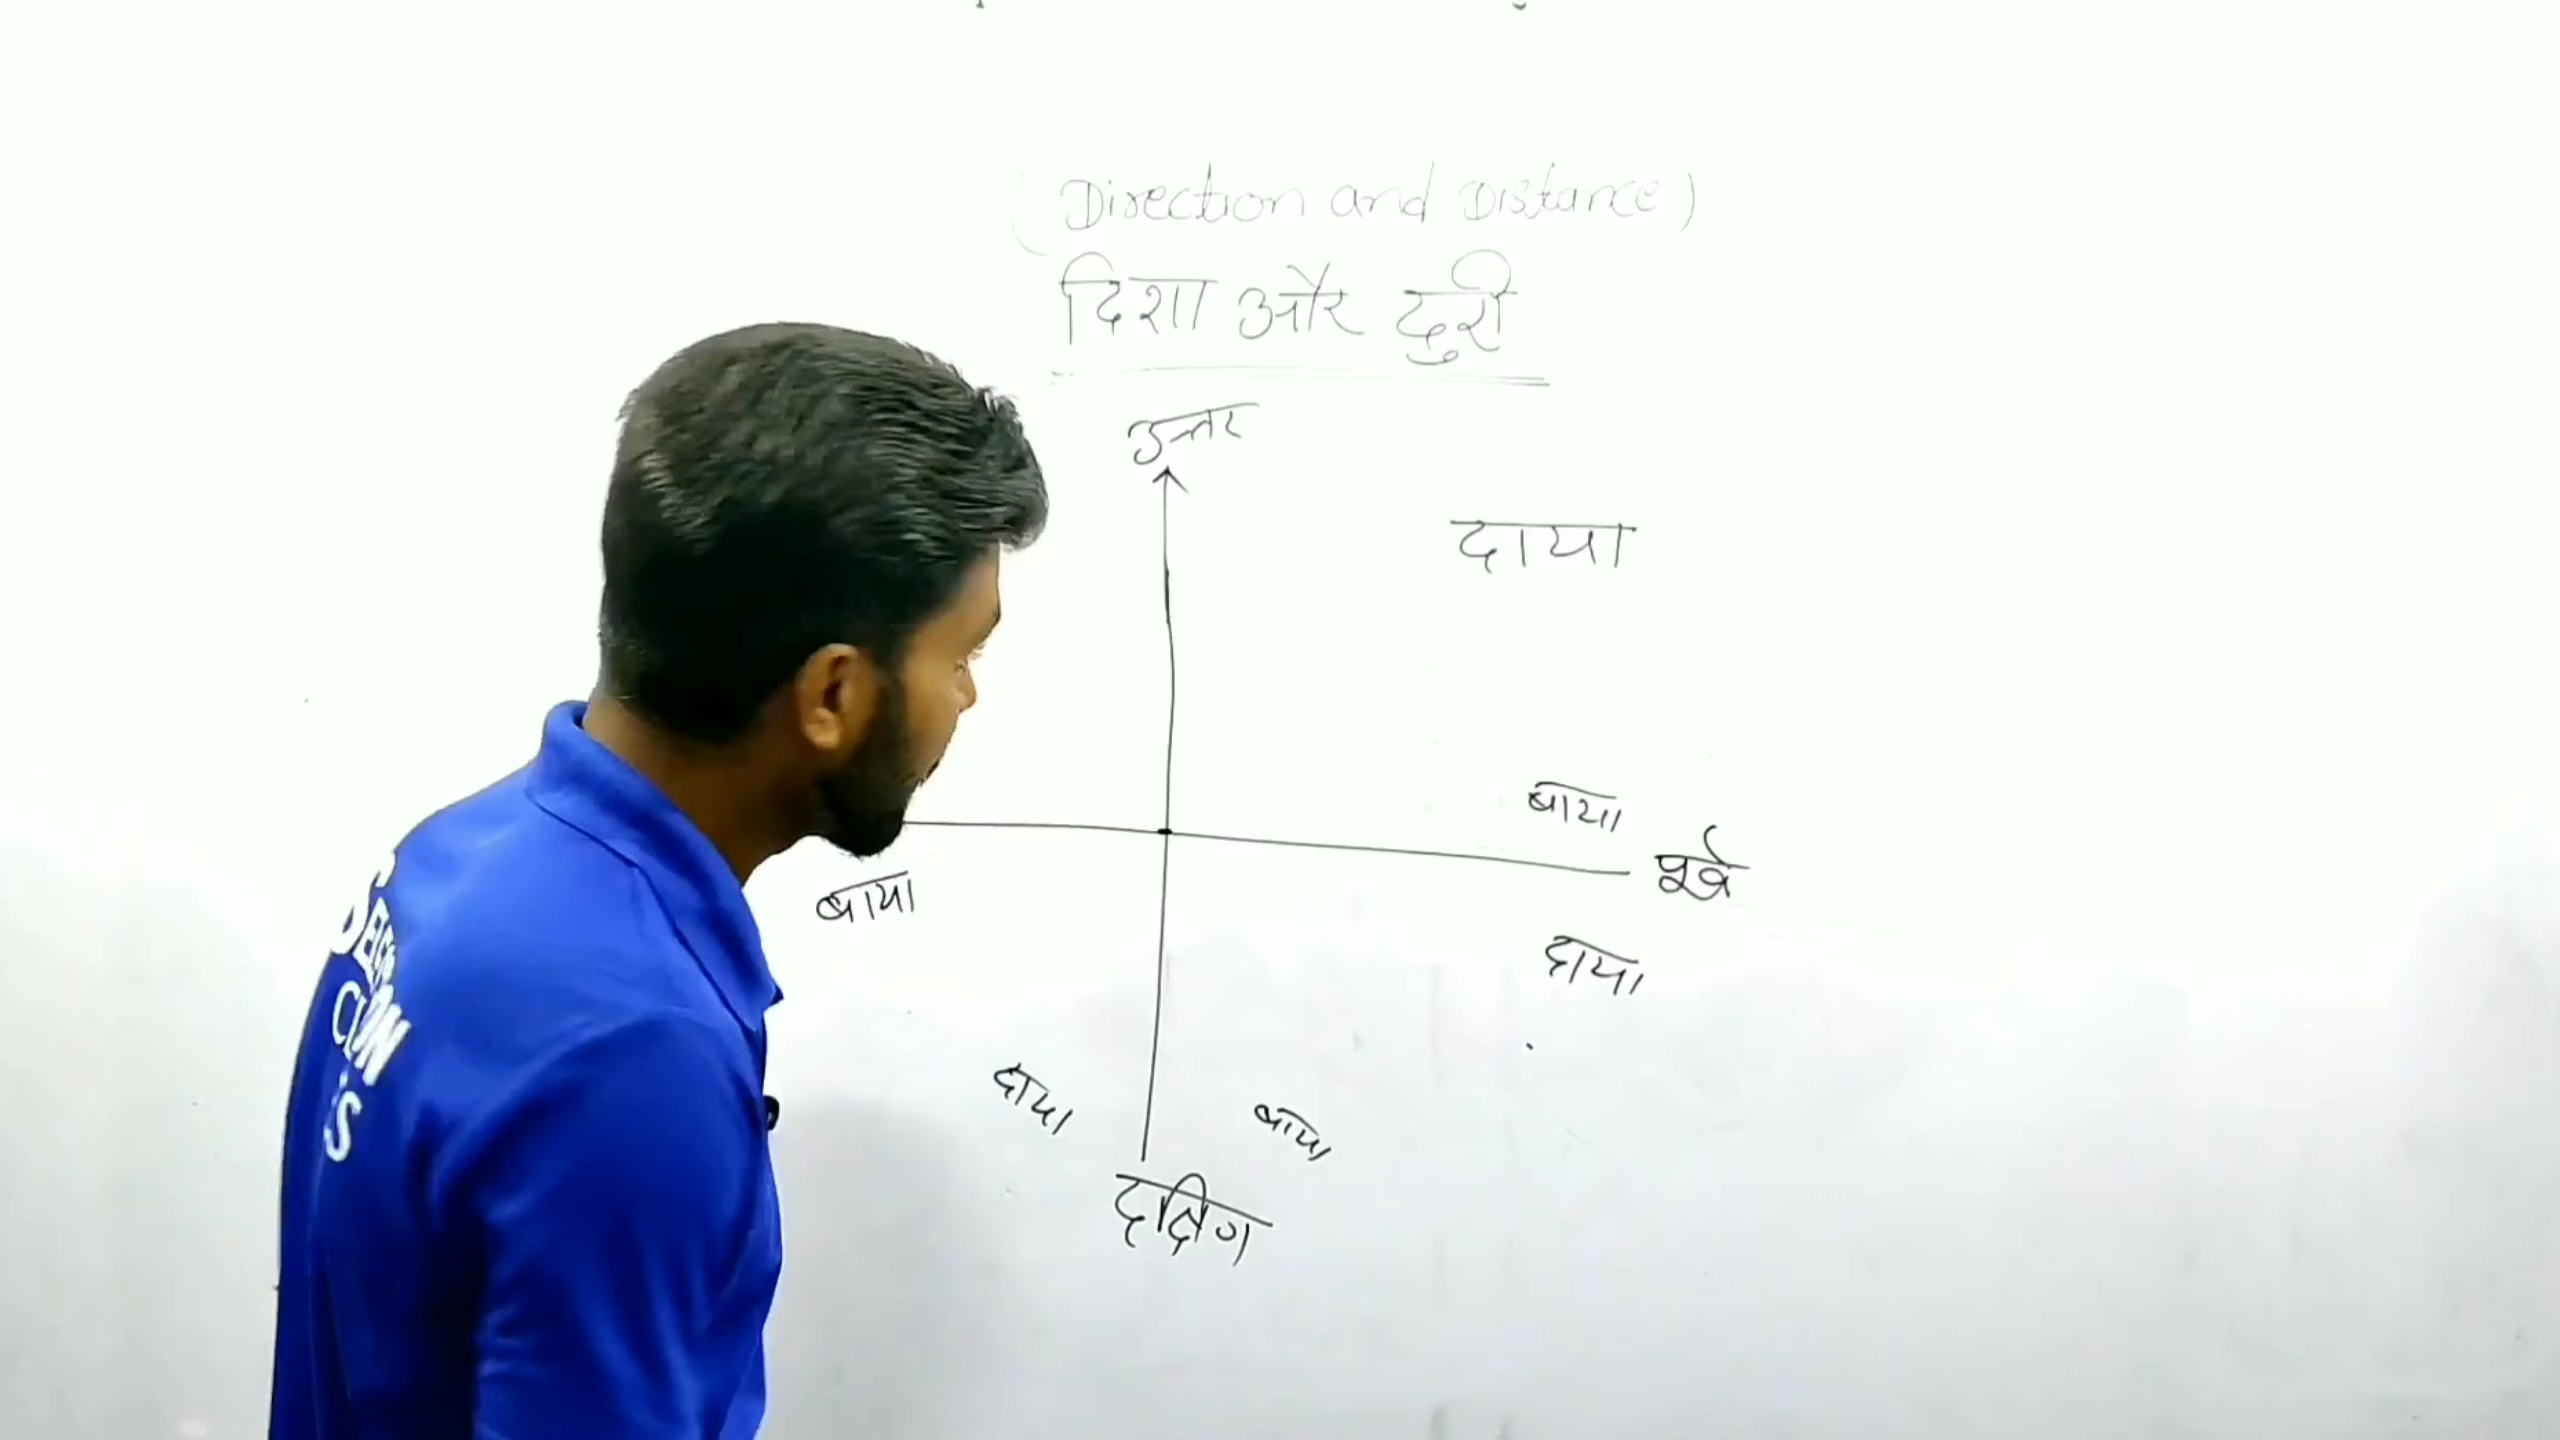 (Direction and Distance)
दिशा और दुरी
उत्तर
दाया
बाया
पूर्व
बाया
दाया
दाया
बाया
दक्षिण